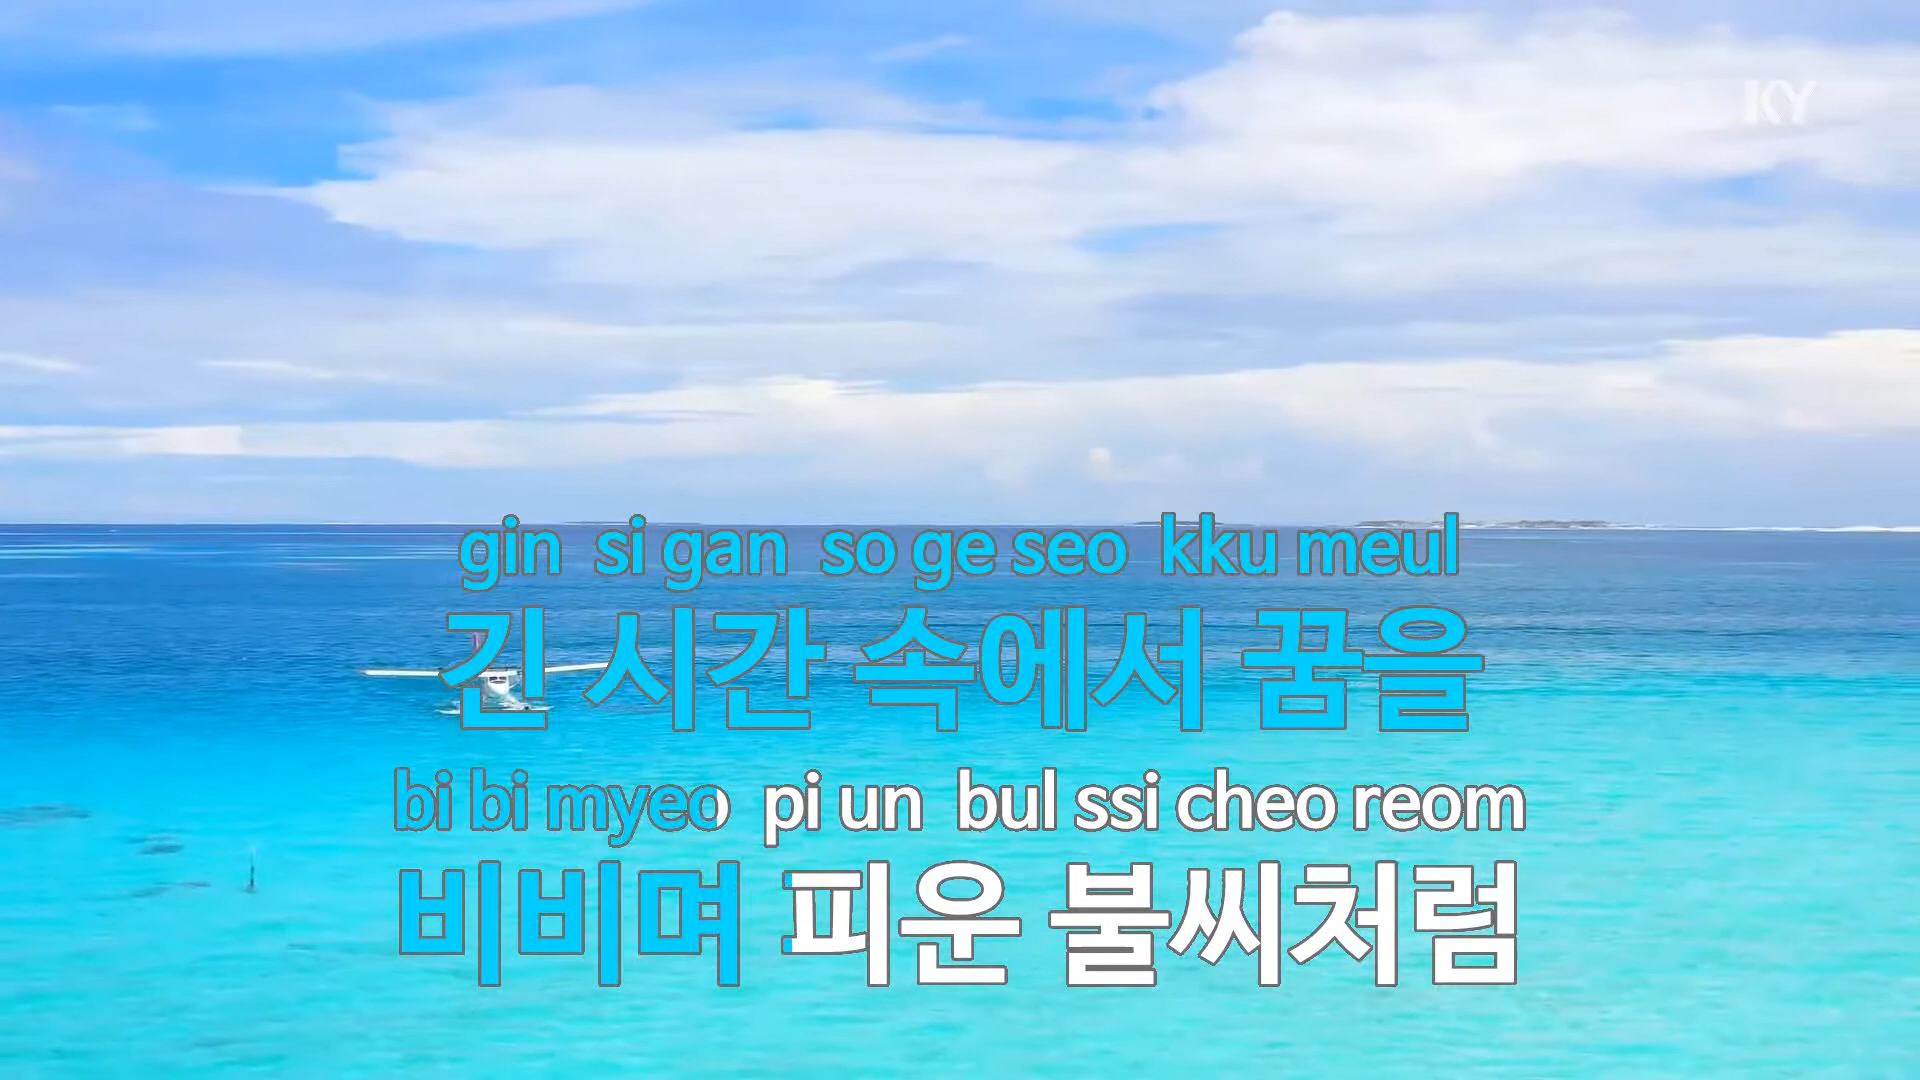 KY
gin si gan so ge seo kku meul
긴 시간 속에서 꿈을
bi bi myeo pi un bul ssi cheo reom
비비며 피운 불씨처럼